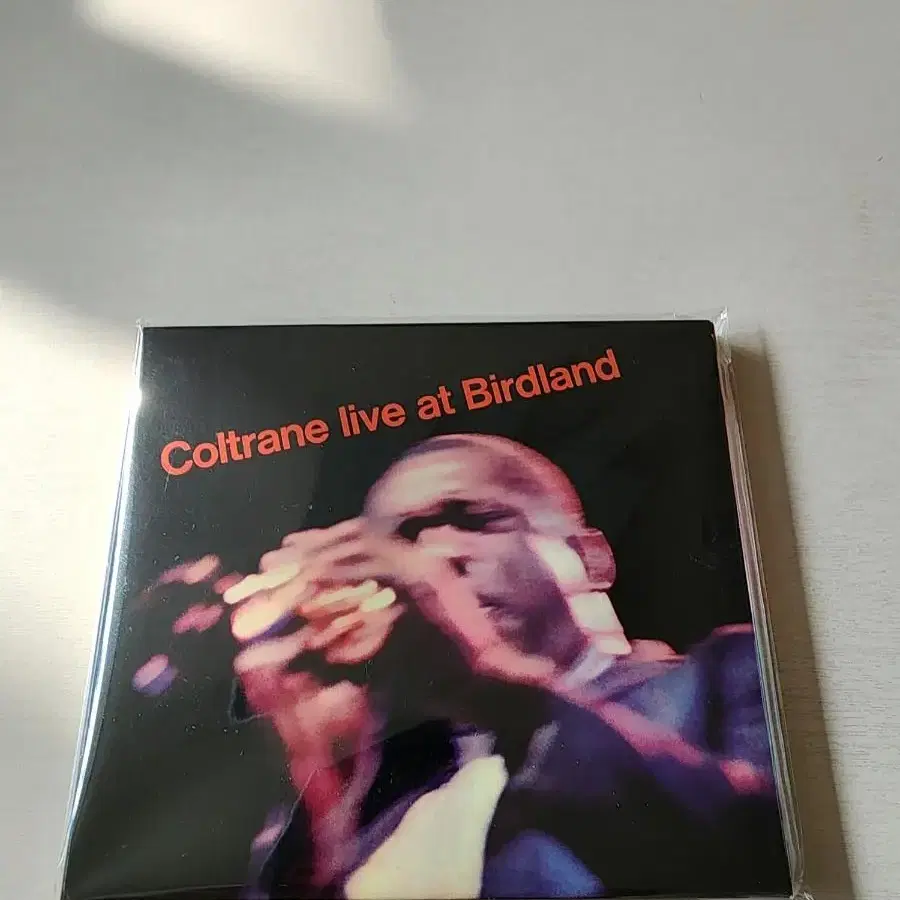 Coltrane live at Birdland